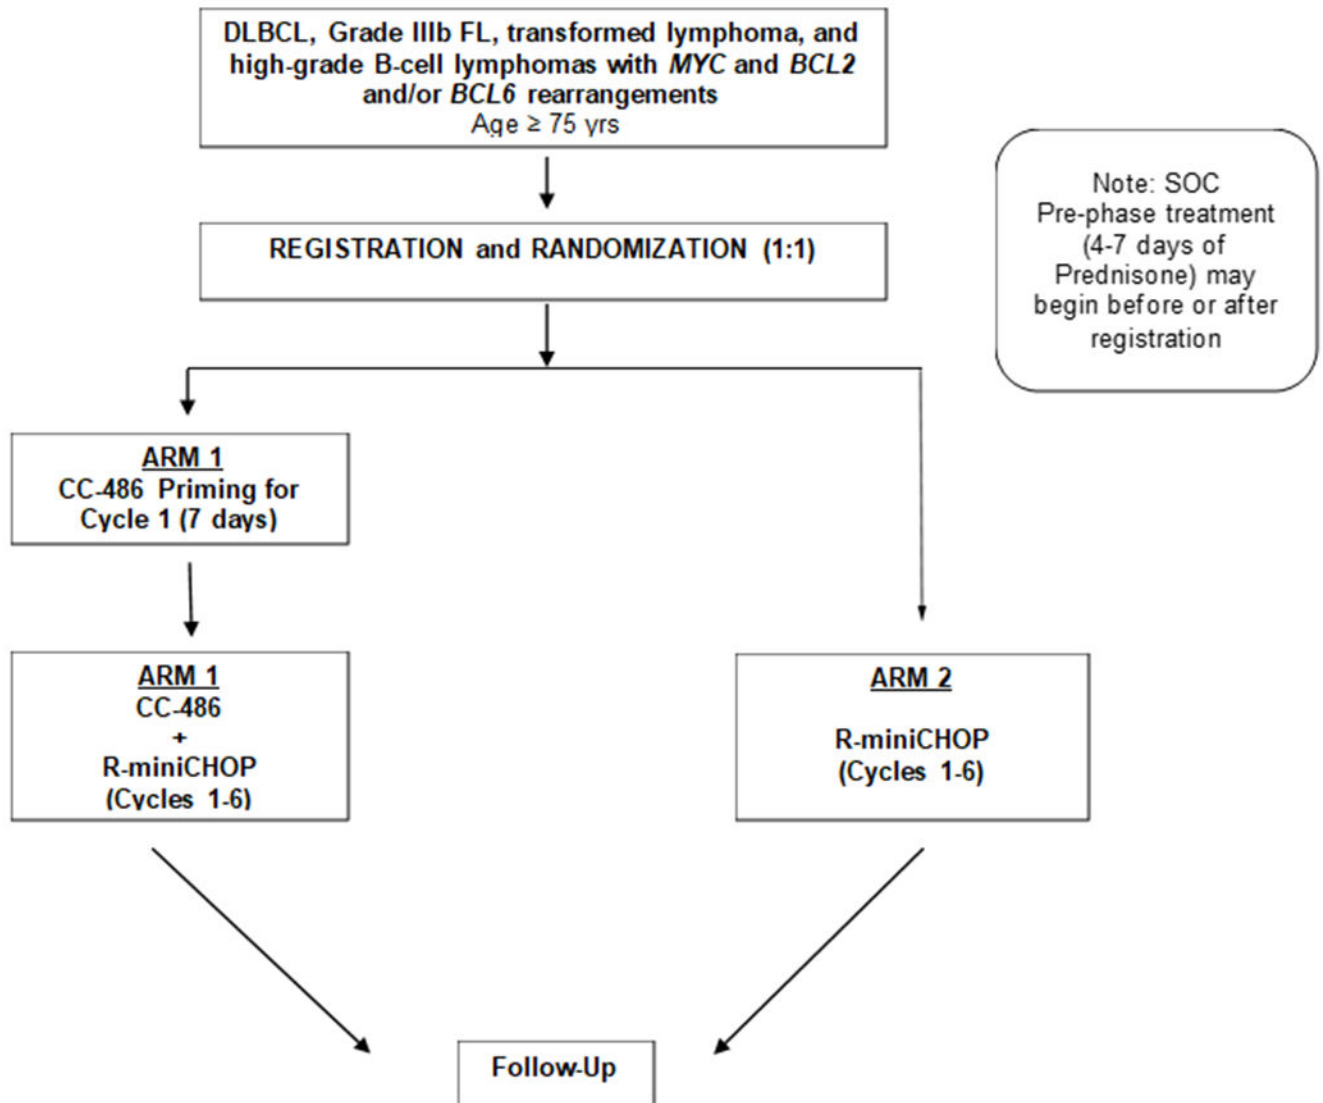 DLBCL, Grade IIIb FL, transformed lymphoma, and
high-grade B-cell lymphomas with MYC and BCL2
and/or BCL6 rearrangements
Age ≥ 75 yrs
REGISTRATION and RANDOMIZATION (1:1)
Note: SOC
Pre-phase treatment
(4-7 days of
Prednisone) may
begin before or after
registration
ARM 1
CC-486 Priming for
Cycle 1 (7 days)
ARM 1
CC-486
+
R-miniCHOP
(Cycles 1-6)
ARM 2
R-miniCHOP
(Cycles 1-6)
Follow-Up